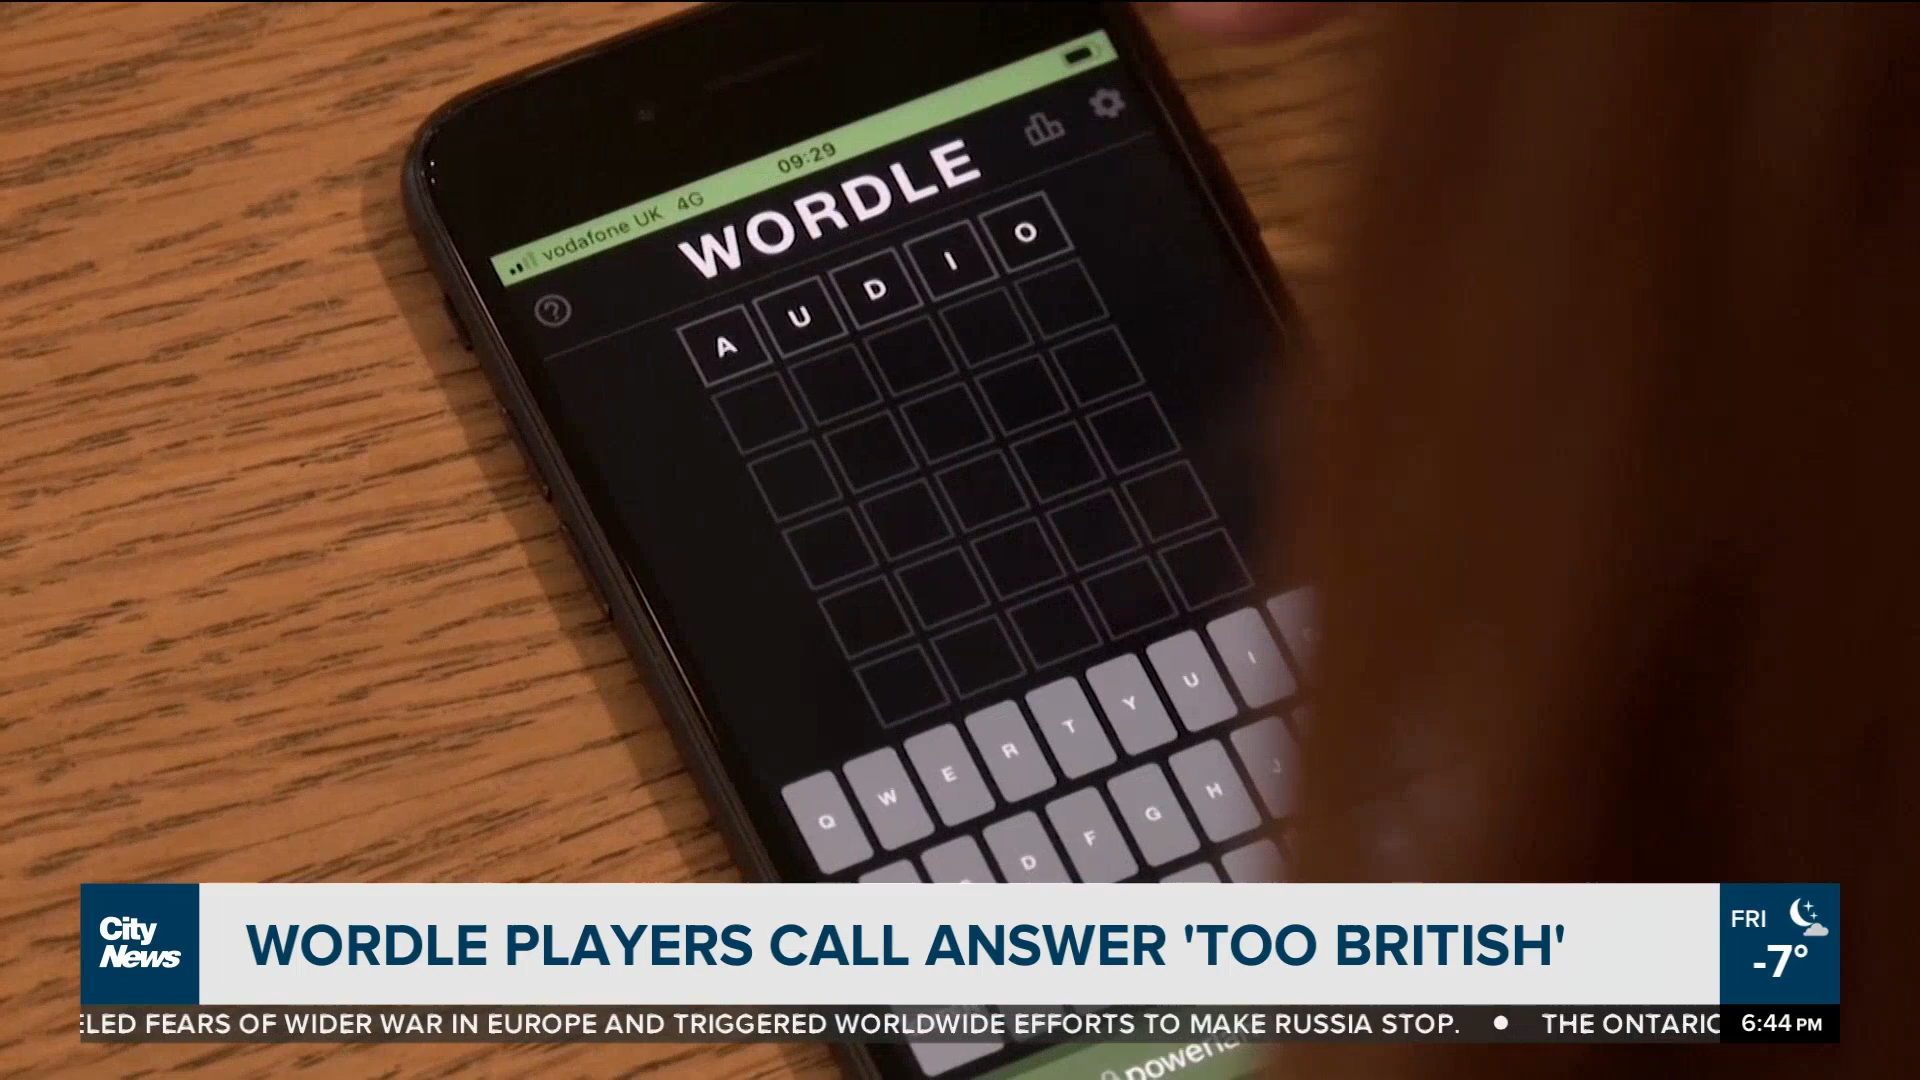 vodafone UK 4G 09:29
WORDLE
?
A U D I O
Q W E R T Y U I
D F G H J
City
News
WORDLE PLAYERS CALL ANSWER 'TOO BRITISH'
FRI
-7°
ELED FEARS OF WIDER WAR IN EUROPE AND TRIGGERED WORLDWIDE EFFORTS TO MAKE RUSSIA STOP. • THE ONTARIO
6:44 PM